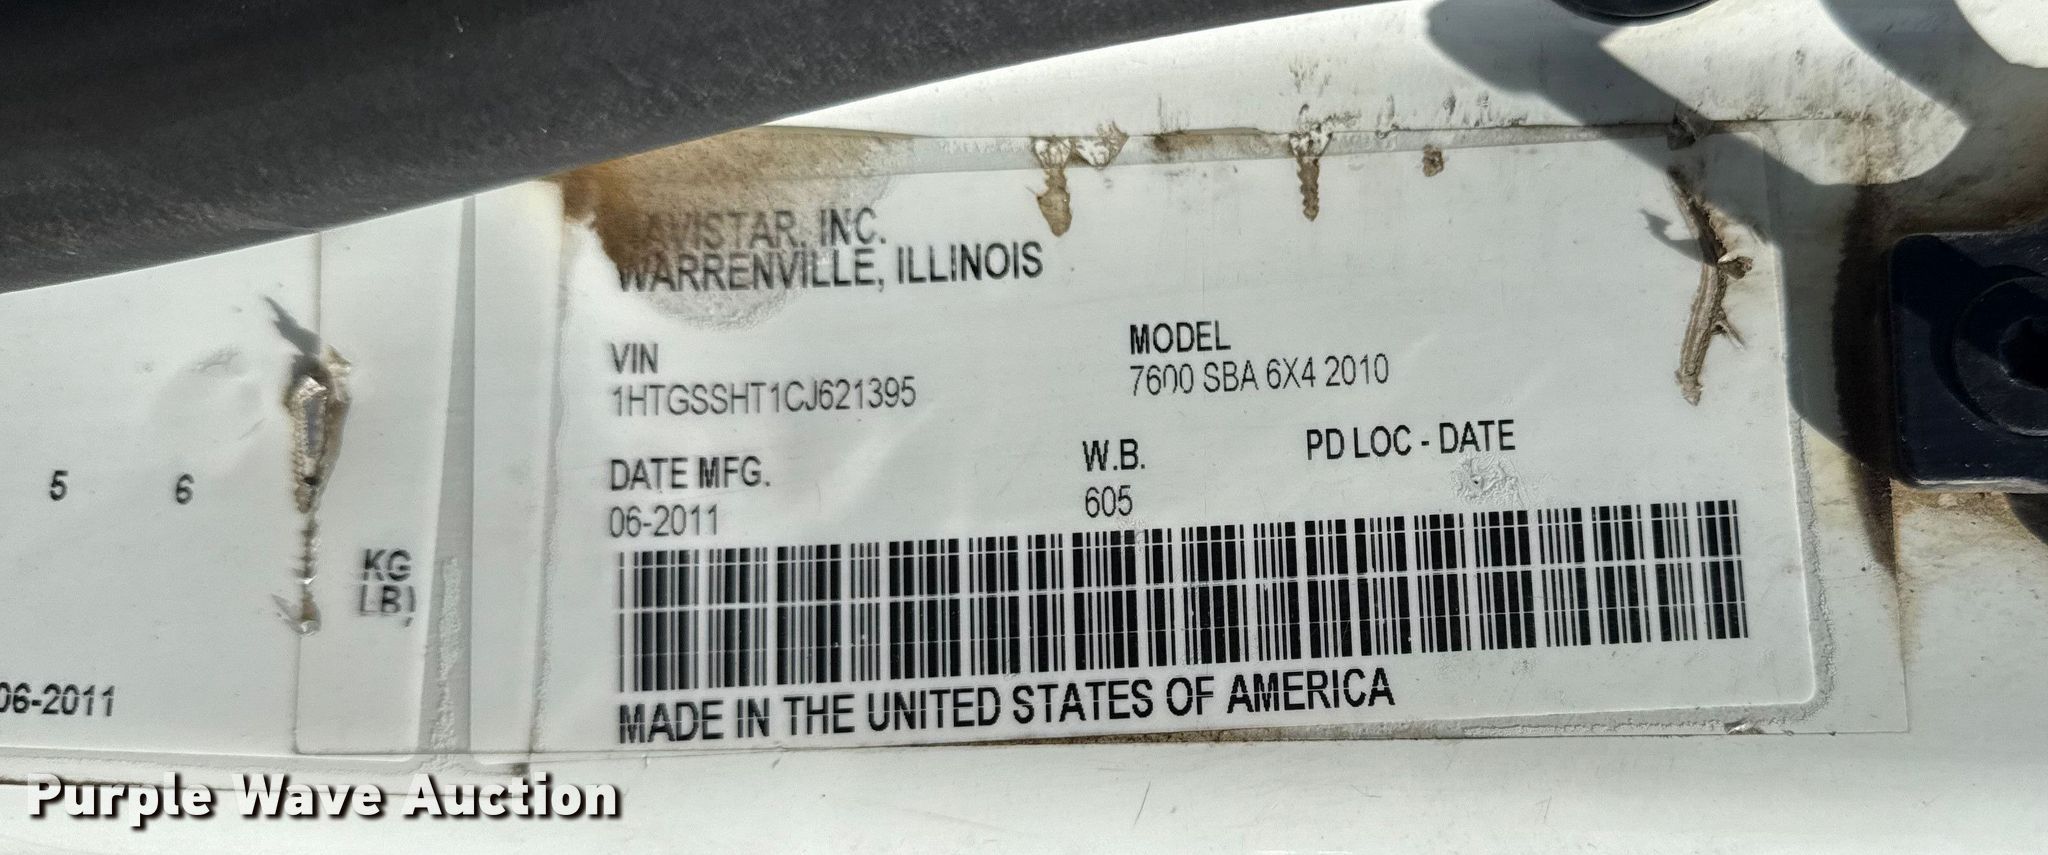 NAVISTAR, INC.
WARRENVILLE, ILLINOIS
VIN
1HTGSSHT1CJ621395
MODEL
7600 SBA 6X4 2010
DATE MFG.
06-2011
W.B.
605
PD LOC - DATE
MADE IN THE UNITED STATES OF AMERICA
5 6
KG
LB)
06-2011
Purple Wave Auction